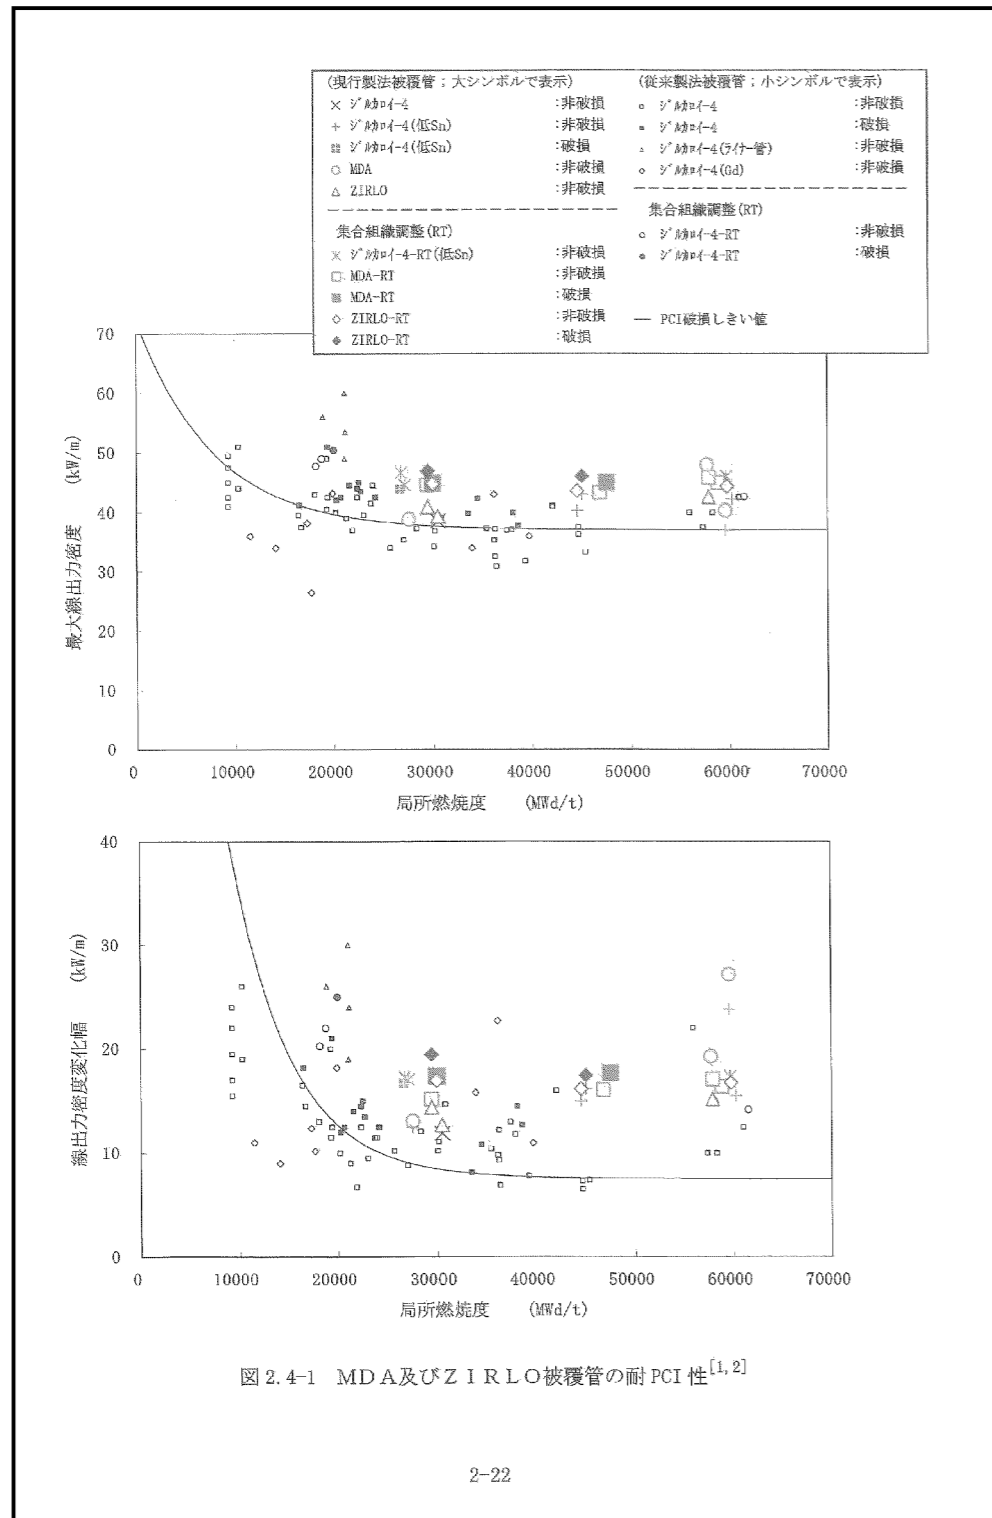 (現行製法被覆管；大シンボルで表示)
× ジルカロイ-4 :非破損
+ ジルカロイ-4(低Sn) :非破損
ジルカロイ-4(低Sn) :破損
○ MDA :非破損
△ ZIRLO :非破損
集合組織調整(RT)
ジルカロイ-4-RT(低Sn) :非破損
□ MDA-RT :非破損
■ MDA-RT :破損
◇ ZIRLO-RT :非破損
◆ ZIRLO-RT :破損
(従来製法被覆管；小シンボルで表示)
ジルカロイ-4 :非破損
ジルカロイ-4 :破損
ジルカロイ-4(ライナー管) :非破損
ジルカロイ-4(Gd) :非破損
集合組織調整(RT)
ジルカロイ-4-RT :非破損
ジルカロイ-4-RT :破損
— PCI破損しきい値
70
60
50
40
30
20
10
0
最大線出力密度 (kW/m)
0 10000 20000 30000 40000 50000 60000 70000
局所燃焼度 (MWd/t)
40
30
20
10
0
線出力密度変化幅 (kW/m)
0 10000 20000 30000 40000 50000 60000 70000
局所燃焼度 (MWd/t)
図 2.4-1 MDA及びZIRLO被覆管の耐 PCI 性[1,2]
2-22